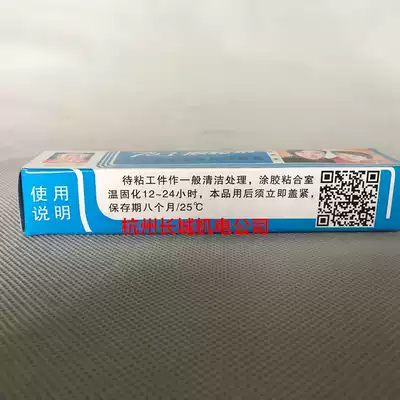 使用
说明
待粘工件作一般清洁处理，涂胶粘合室
温固化12~24小时，本品用后须立即盖紧，
保存期八个月/25℃
杭州长城机电公司